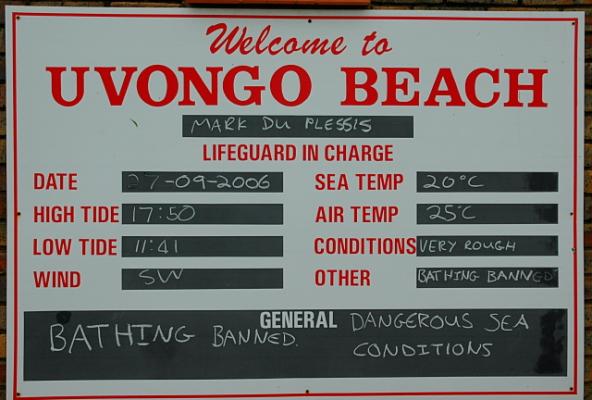 Welcome to
UVONGO BEACH
MARK DU PLESSIS
LIFEGUARD IN CHARGE
DATE 27-09-2006 SEA TEMP 20°C
HIGH TIDE 17:50 AIR TEMP 25°C
LOW TIDE 11:41 CONDITIONS VERY ROUGH
WIND SW OTHER BATHING BANNED
GENERAL
BATHING BANNED. DANGEROUS SEA
CONDITIONS